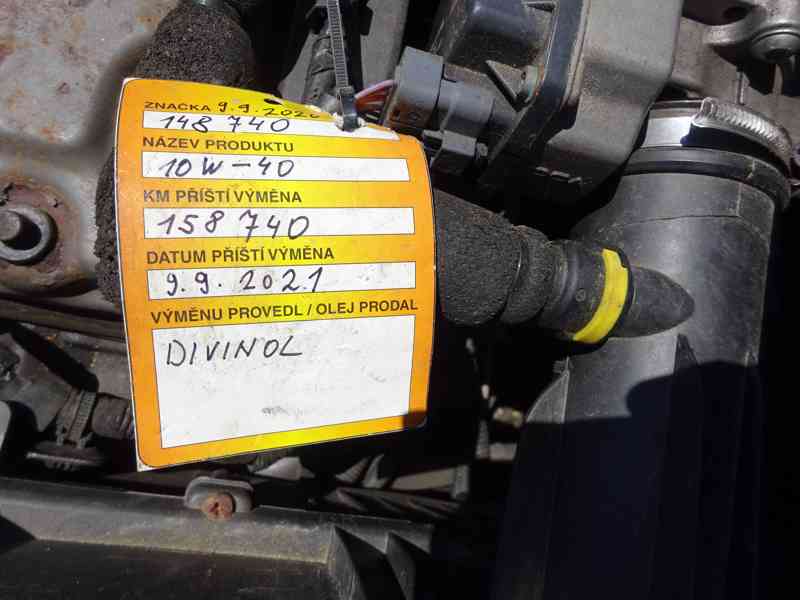 ZNAČKA 9.9.2020
148 740
NÁZEV PRODUKTU
10W-40
KM PŘÍŠTÍ VÝMĚNA
158 740
DATUM PŘÍŠTÍ VÝMĚNA
9.9.2021
VÝMĚNU PROVEDL / OLEJ PRODAL
DIVINOL